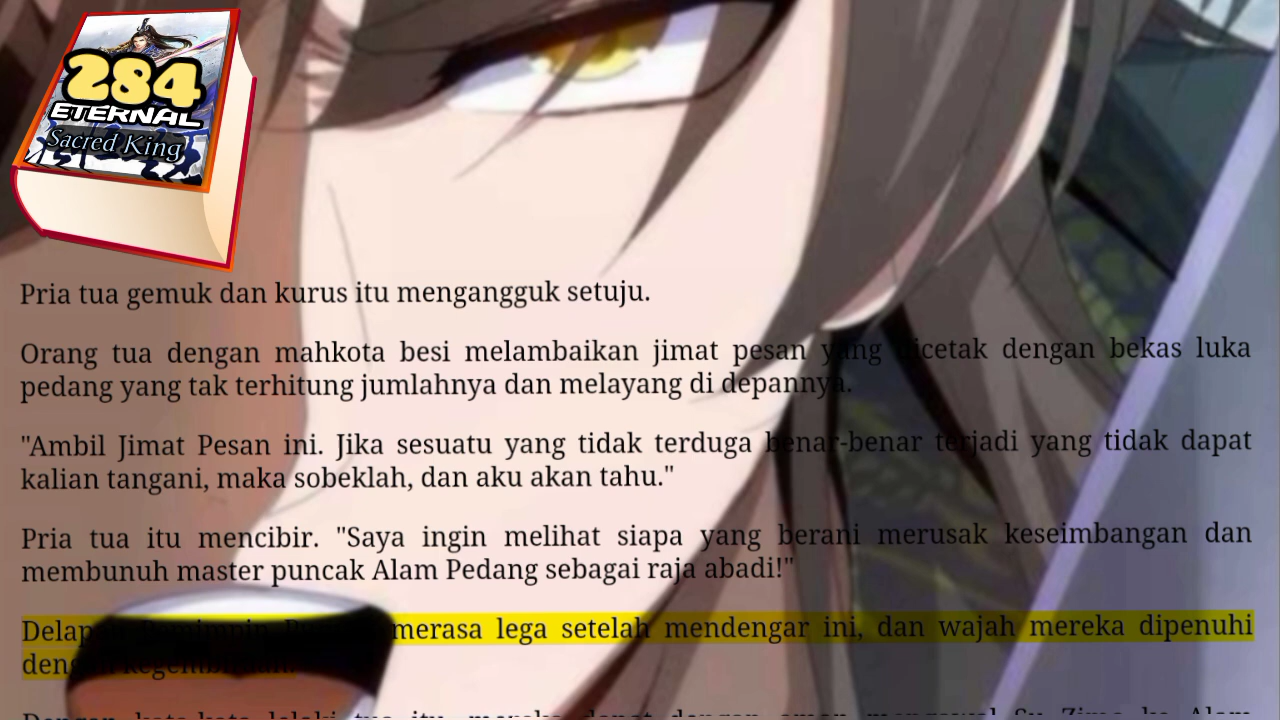 284
ETERNAL
Sacred King
Pria tua gemuk dan kurus itu mengangguk setuju.
Orang tua dengan mahkota besi melambaikan jimat pesan yang dicetak dengan bekas luka
pedang yang tak terhitung jumlahnya dan melayang di depannya.
"Ambil Jimat Pesan ini. Jika sesuatu yang tidak terduga benar-benar terjadi yang tidak dapat
kalian tangani, maka sobeklah, dan aku akan tahu."
Pria tua itu mencibir. "Saya ingin melihat siapa yang berani merusak keseimbangan dan
membunuh master puncak Alam Pedang sebagai raja abadi!"
Delapan Pemimpin merasa lega setelah mendengar ini, dan wajah mereka dipenuhi
dengan kegembiraan.